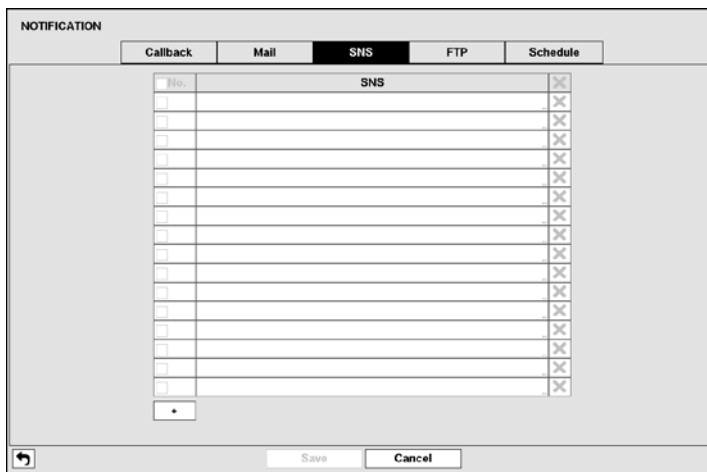 NOTIFICATION
Callback Mail SNS FTP Schedule
No. SNS
+
Save Cancel